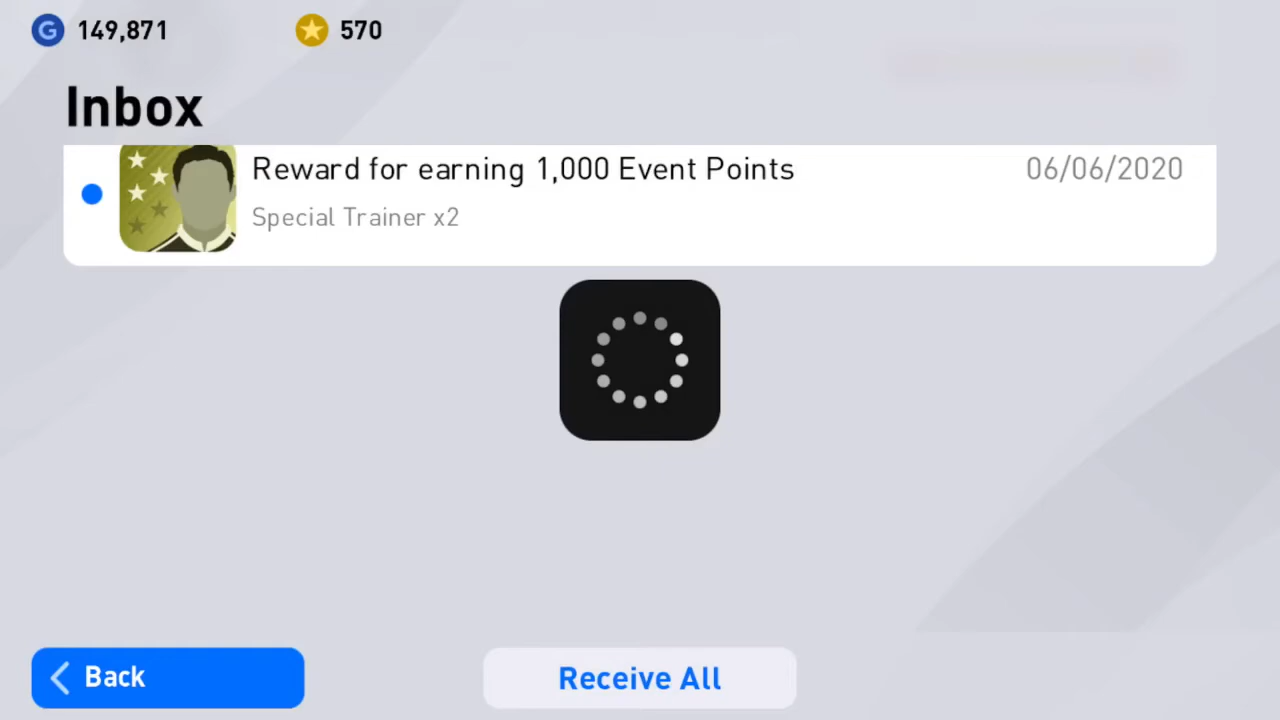 G 149,871 570
Inbox
Reward for earning 1,000 Event Points 06/06/2020
Special Trainer x2
Back Receive All